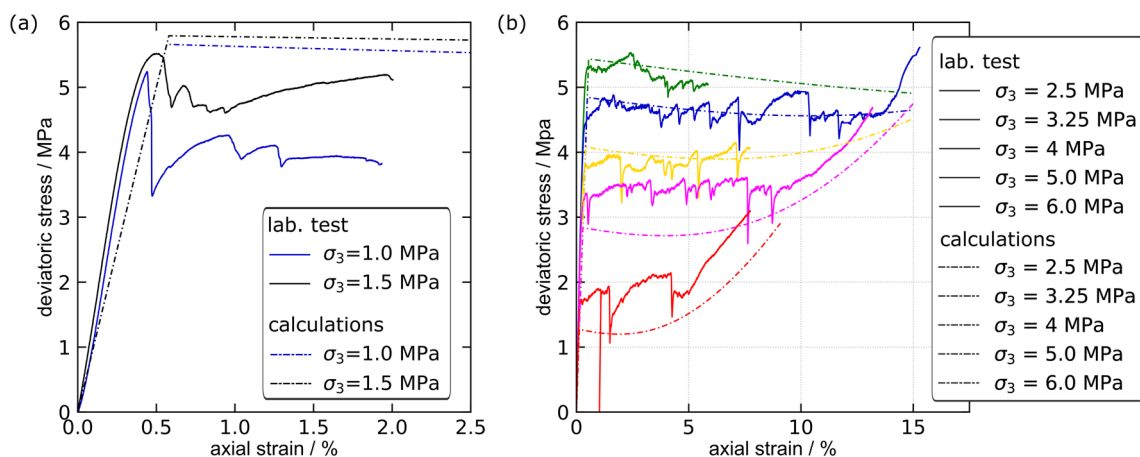 (a)
6
5
4
3
2
1
0
deviatoric stress / MPa
0.0 0.5 1.0 1.5 2.0 2.5
axial strain / %
lab. test
σ3=1.0 MPa
σ3=1.5 MPa
calculations
σ3=1.0 MPa
σ3=1.5 MPa
(b)
6
5
4
3
2
1
0
deviatoric stress / Mpa
0 5 10 15
axial strain / %
lab. test
σ3 = 2.5 MPa
σ3 = 3.25 MPa
σ3 = 4 MPa
σ3 = 5.0 MPa
σ3 = 6.0 MPa
calculations
σ3 = 2.5 MPa
σ3 = 3.25 MPa
σ3 = 4 MPa
σ3 = 5.0 MPa
σ3 = 6.0 MPa